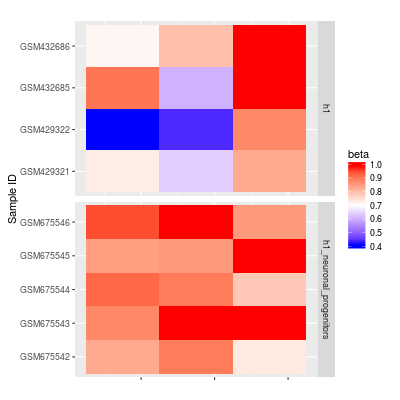 GSM432686
GSM432685
GSM429322
GSM429321
h1
GSM675546
GSM675545
GSM675544
GSM675543
GSM675542
h1_neuronal_progenitors
Sample ID
beta
1.0
0.9
0.8
0.7
0.6
0.5
0.4